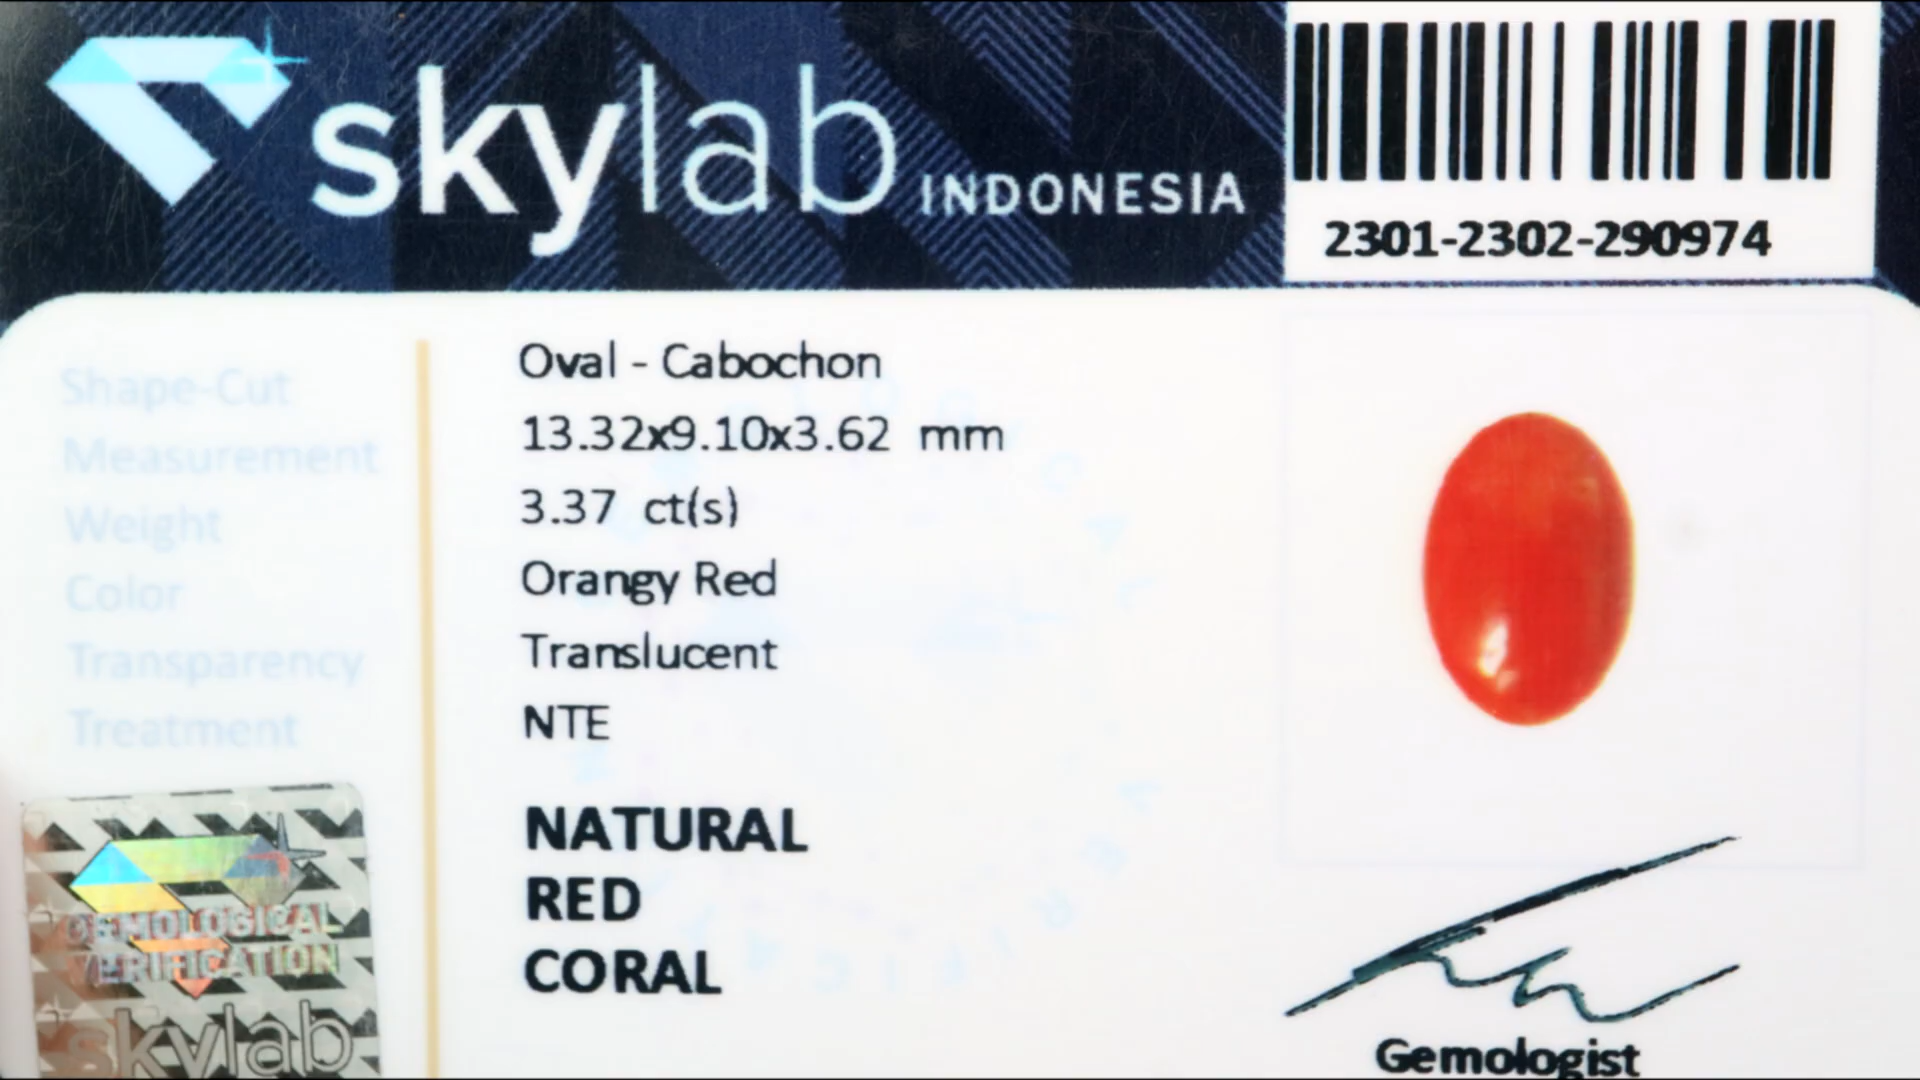 skylab INDONESIA
2301-2302-290974
Shape-Cut Oval - Cabochon
Measurement 13.32x9.10x3.62 mm
Weight 3.37 ct(s)
Color Orangy Red
Transparency Translucent
Treatment NTE
NATURAL
RED
CORAL
GEMOLOGICAL
VERIFICATION
skylab
Gemologist